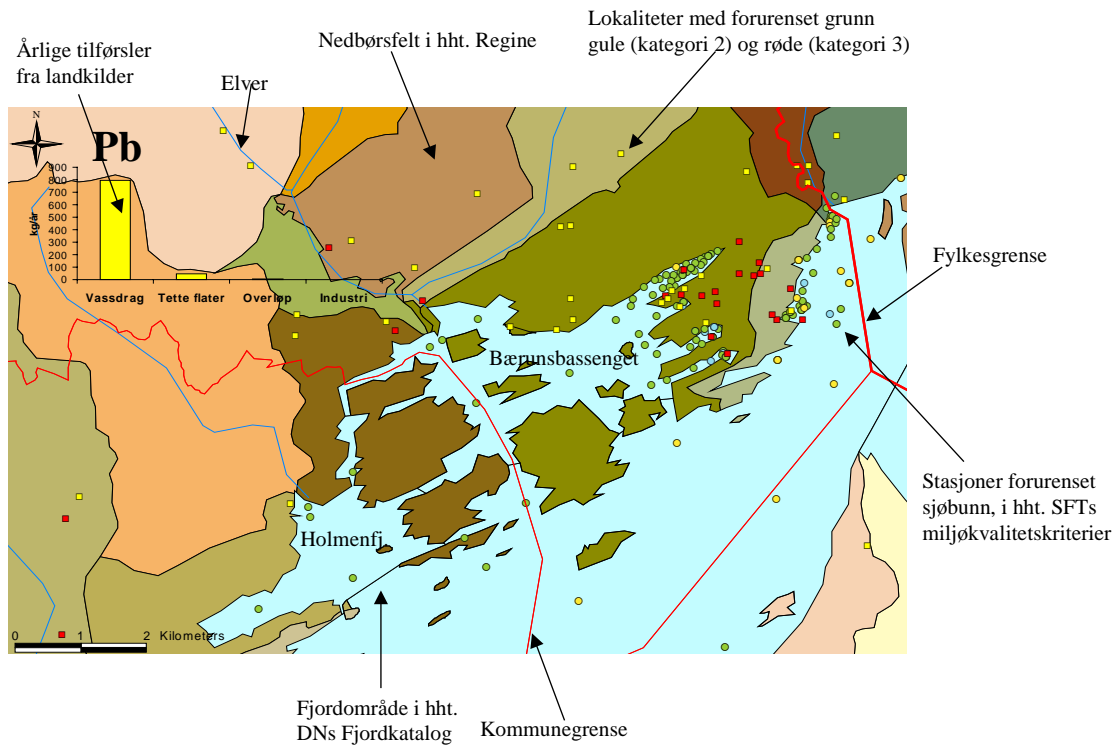 Lokaliteter med forurenset grunn
gule (kategori 2) og røde (kategori 3)
Årlige tilførsler
fra landkilder
Nedbørsfelt i hht. Regine
Elver
N
Pb
900
800
700
600
500
400
300
200
100
0
kg/år
Vassdrag Tette flater Overløp Industri
Fylkesgrense
Bærunsbassenget
Stasjoner forurenset
sjøbunn, i hht. SFTs
miljøkvalitetskriterier
Holmenfj.
0 1 2 Kilometers
Fjordområde i hht.
DNs Fjordkatalog
Kommunegrense